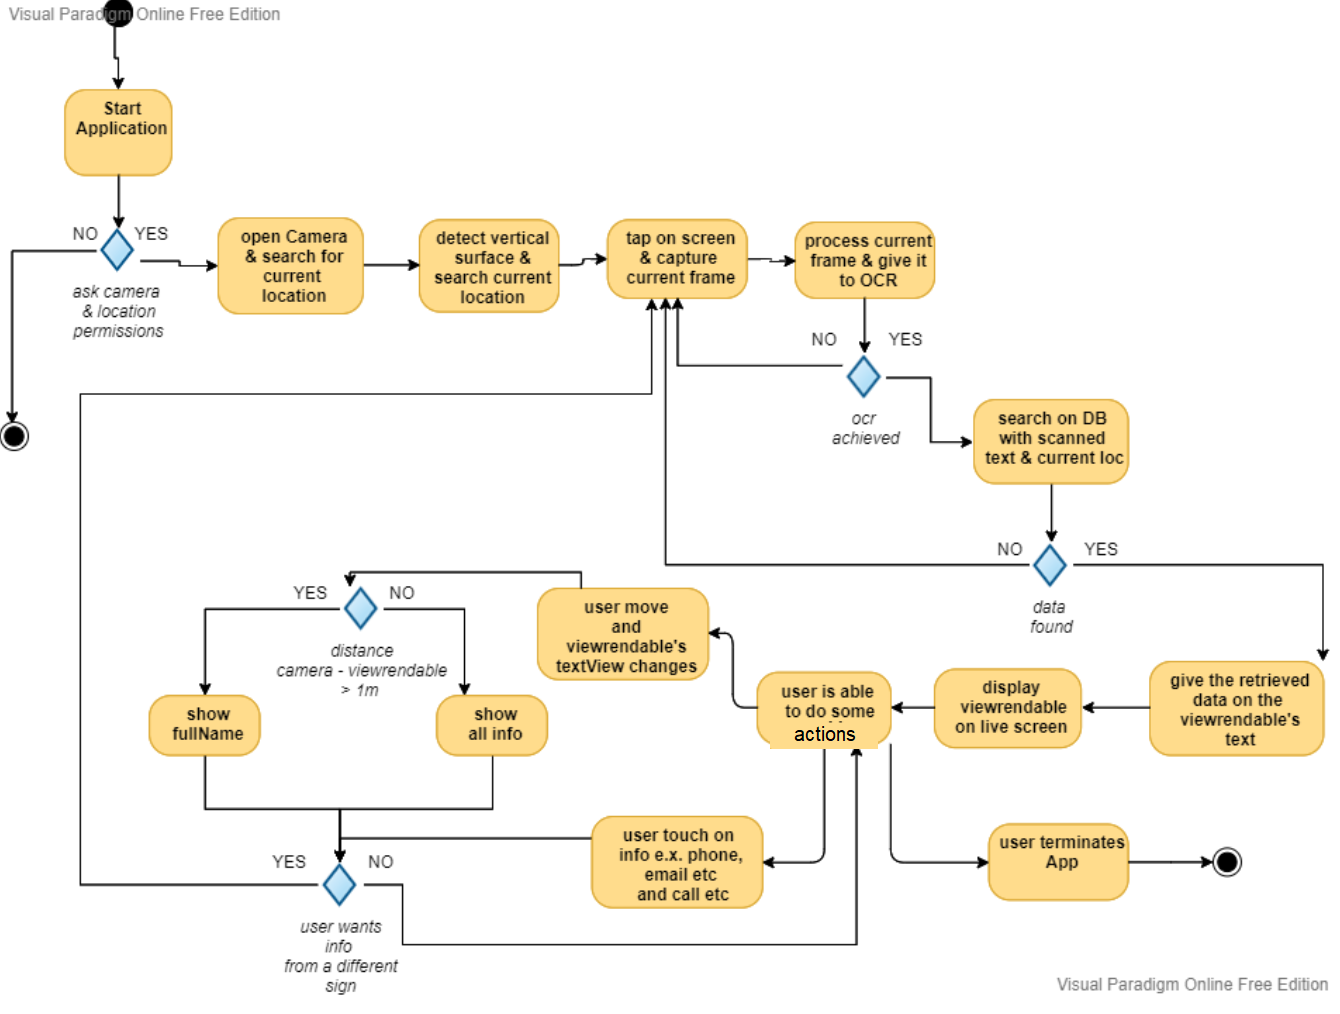 Visual Paradigm Online Free Edition
Start
Application
NO
YES
ask camera
& location
permissions
open Camera
& search for
current
location
detect vertical
surface &
search current
location
tap on screen
& capture
current frame
process current
frame & give it
to OCR
NO
YES
ocr
achieved
search on DB
with scanned
text & current loc
NO
YES
data
found
give the retrieved
data on the
viewrendable's
text
display
viewrendable
on live screen
user is able
to do some
actions
user move
and
viewrendable's
textView changes
YES
NO
distance
camera - viewrendable
> 1m
show
fullName
show
all info
user touch on
info e.x. phone,
email etc
and call etc
user terminates
App
YES
NO
user wants
info
from a different
sign
Visual Paradigm Online Free Edition